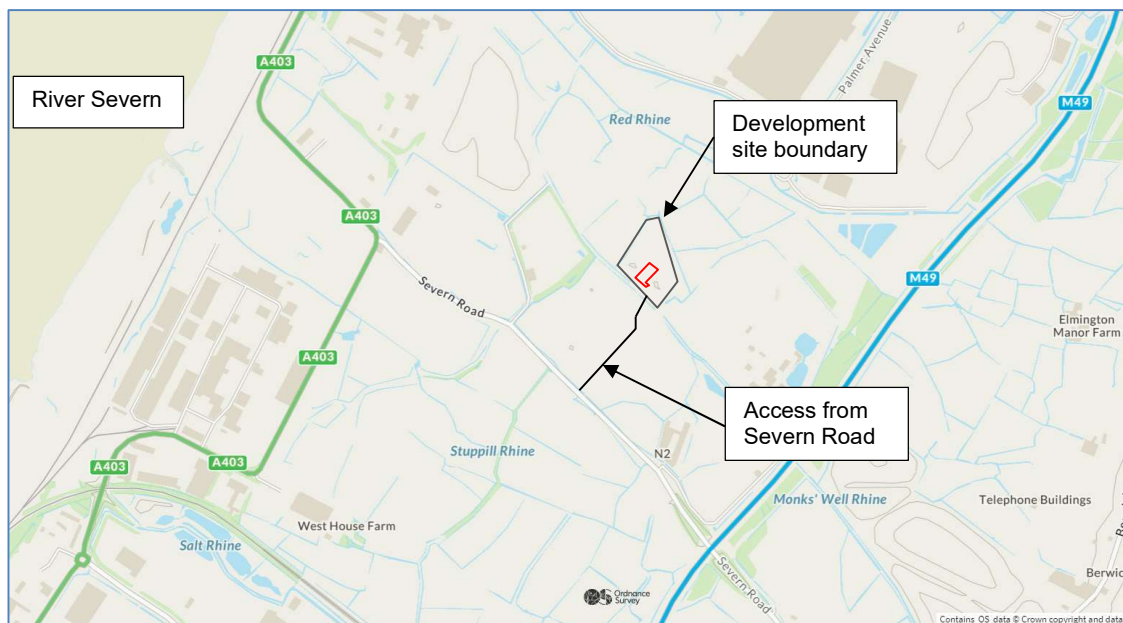 A403
River Severn
M49
Palmer Avenue
Red Rhine
Development
site boundary
A403
M49
Severn Road
Elmington
Manor Farm
A403
Access from
Severn Road
Stuppill Rhine
N2
A403
A403
Monks' Well Rhine
Telephone Buildings
West House Farm
Salt Rhine
Severn Road
Berwic
Ordnance
Survey
Contains OS data © Crown copyright and data